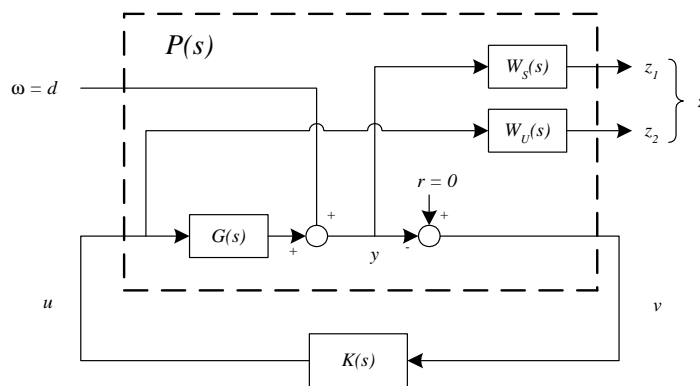 P(s)
W_S(s)
z_1
ω = d
W_U(s)
z_2
r = 0
+
+
G(s)
+
y
-
u
v
K(s)